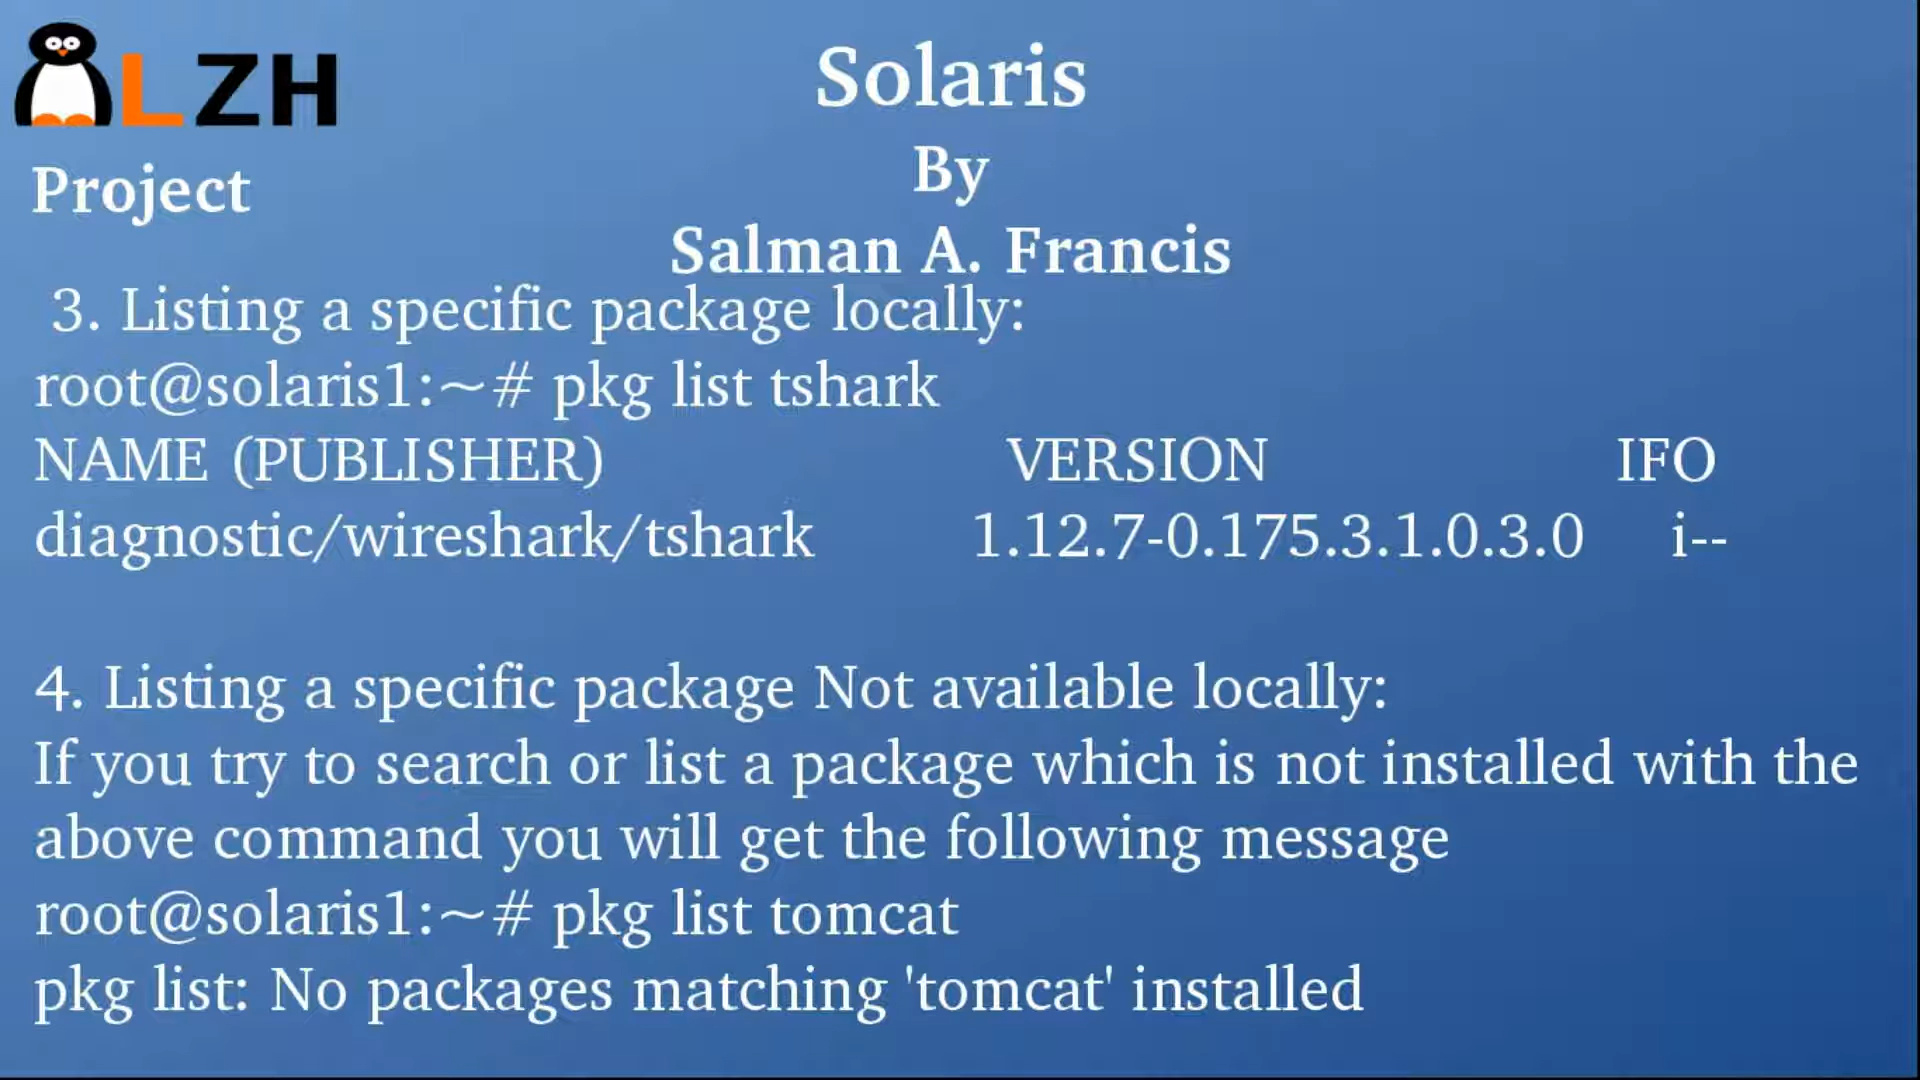 LZH
Solaris
By
Project
Salman A. Francis
3. Listing a specific package locally:
root@solaris1:~# pkg list tshark
NAME (PUBLISHER) VERSION IFO
diagnostic/wireshark/tshark 1.12.7-0.175.3.1.0.3.0 i--
4. Listing a specific package Not available locally:
If you try to search or list a package which is not installed with the
above command you will get the following message
root@solaris1:~# pkg list tomcat
pkg list: No packages matching 'tomcat' installed